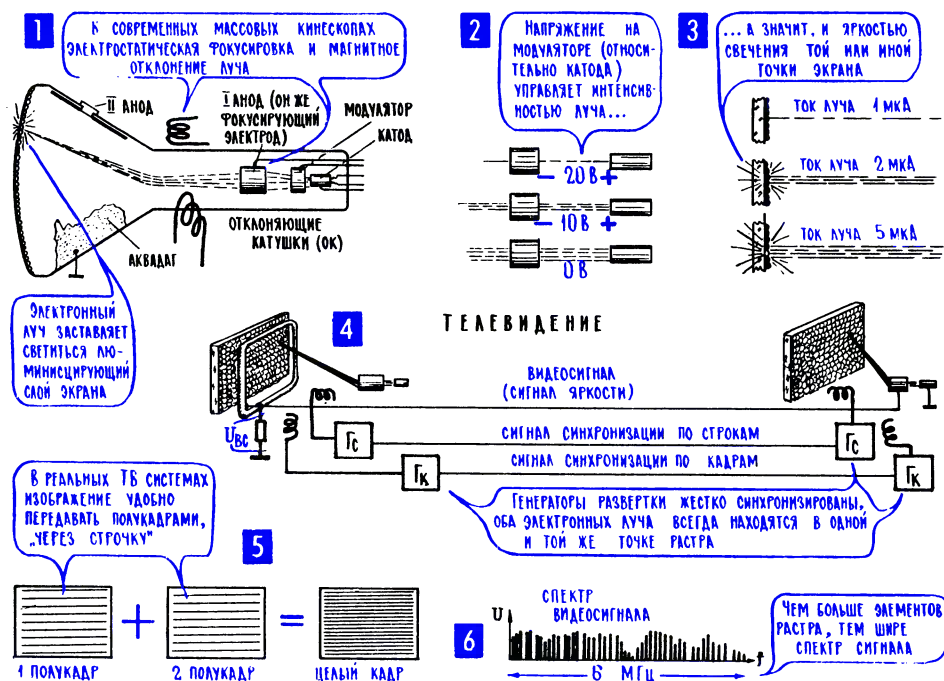 1
В СОВРЕМЕННЫХ МАССОВЫХ КИНЕСКОПАХ
ЭЛЕКТРОСТАТИЧЕСКАЯ ФОКУСИРОВКА И МАГНИТНОЕ
ОТКЛОНЕНИЕ ЛУЧА
II АНОД
I АНОД (ОН ЖЕ
ФОКУСИРУЮЩИЙ
ЭЛЕКТРОД)
МОДУЛЯТОР
КАТОД
ОТКЛОНЯЮЩИЕ
КАТУШКИ (ОК)
АКВАДАГ
ЭЛЕКТРОННЫЙ
ЛУЧ ЗАСТАВЛЯЕТ
СВЕТИТЬСЯ ЛЮ-
МИНИСЦИРУЮЩИЙ
СЛОЙ ЭКРАНА
2
НАПРЯЖЕНИЕ НА
МОДУЛЯТОРЕ (ОТНОСИ-
ТЕЛЬНО КАТОДА)
УПРАВЛЯЕТ ИНТЕНСИВ-
НОСТЬЮ ЛУЧА...
– 20 В +
– 10 В +
0 В
3
...А ЗНАЧИТ, И ЯРКОСТЬЮ
СВЕЧЕНИЯ ТОЙ ИЛИ ИНОЙ
ТОЧКИ ЭКРАНА
ТОК ЛУЧА 1 МКА
ТОК ЛУЧА 2 МКА
ТОК ЛУЧА 5 МКА
4
ТЕЛЕВИДЕНИЕ
ВИДЕОСИГНАЛ
(СИГНАЛ ЯРКОСТИ)
Uвс
Гс
СИГНАЛ СИНХРОНИЗАЦИИ ПО СТРОКАМ
Гс
Гк
СИГНАЛ СИНХРОНИЗАЦИИ ПО КАДРАМ
Гк
ГЕНЕРАТОРЫ РАЗВЕРТКИ ЖЕСТКО СИНХРОНИЗИРОВАНЫ,
ОБА ЭЛЕКТРОННЫХ ЛУЧА ВСЕГДА НАХОДЯТСЯ В ОДНОЙ
И ТОЙ ЖЕ ТОЧКЕ РАСТРА
В РЕАЛЬНЫХ ТВ СИСТЕМАХ
ИЗОБРАЖЕНИЕ УДОБНО
ПЕРЕДАВАТЬ ПОЛУКАДРАМИ,
„ЧЕРЕЗ СТРОЧКУ"
5
+
=
1 ПОЛУКАДР
2 ПОЛУКАДР
ЦЕЛЫЙ КАДР
6
U
СПЕКТР
ВИДЕОСИГНАЛА
f
6 МГЦ
ЧЕМ БОЛЬШЕ ЭЛЕМЕНТОВ
РАСТРА, ТЕМ ШИРЕ
СПЕКТР СИГНАЛА